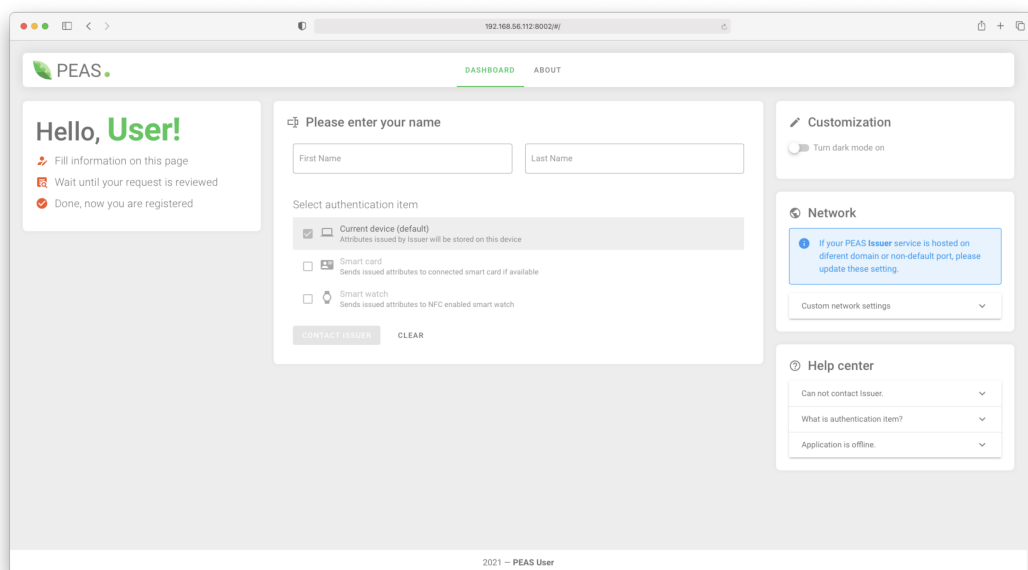 192.168.56.112:8002/#/
PEAS.
DASHBOARD ABOUT
Hello, User!
Fill information on this page
Wait until your request is reviewed
Done, now you are registered
Please enter your name
First Name
Last Name
Select authentication item
Current device (default)
Attributes issued by Issuer will be stored on this device
Smart card
Sends issued attributes to connected smart card if available
Smart watch
Sends issued attributes to NFC enabled smart watch
CONTACT ISSUER CLEAR
Customization
Turn dark mode on
Network
If your PEAS Issuer service is hosted on
diferent domain or non-default port, please
update these setting.
Custom network settings
Help center
Can not contact Issuer.
What is authentication item?
Application is offline.
2021 — PEAS User